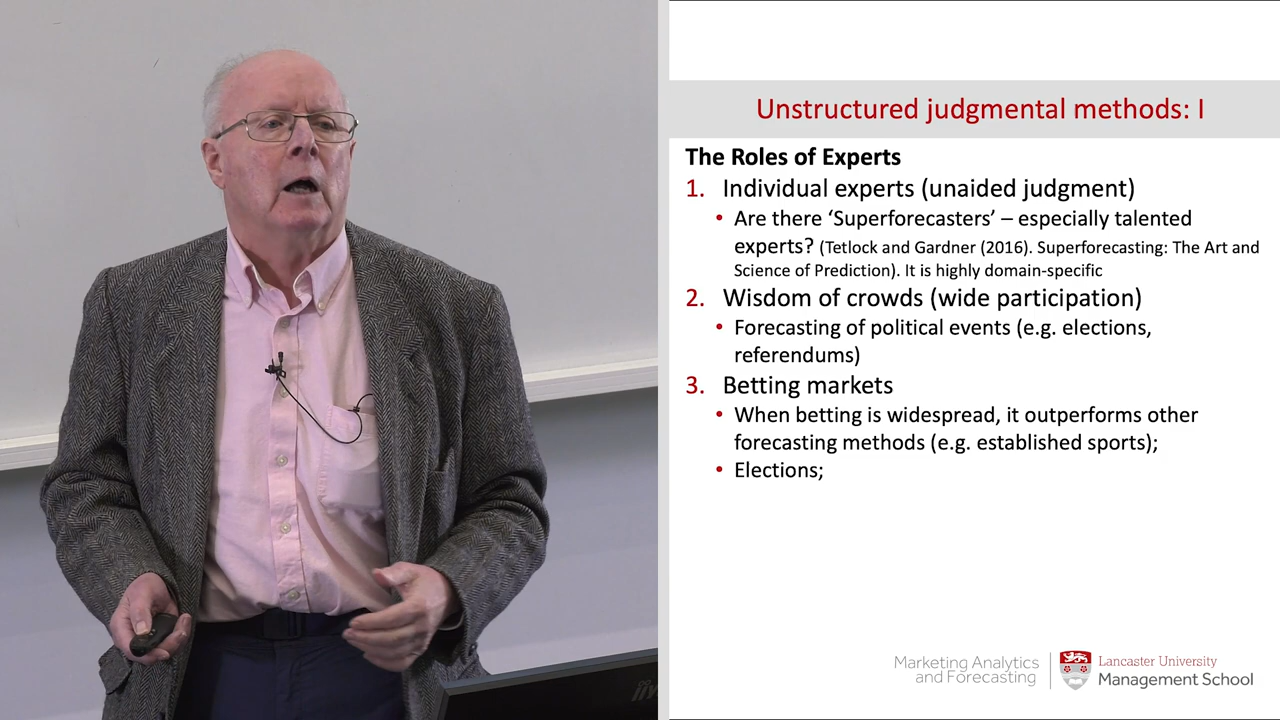 Unstructured judgmental methods: I
The Roles of Experts
1. Individual experts (unaided judgment)
• Are there ‘Superforecasters’ – especially talented
experts? (Tetlock and Gardner (2016). Superforecasting: The Art and
Science of Prediction). It is highly domain-specific
2. Wisdom of crowds (wide participation)
• Forecasting of political events (e.g. elections,
referendums)
3. Betting markets
• When betting is widespread, it outperforms other
forecasting methods (e.g. established sports);
• Elections;
Marketing Analytics
and Forecasting
Lancaster University
Management School